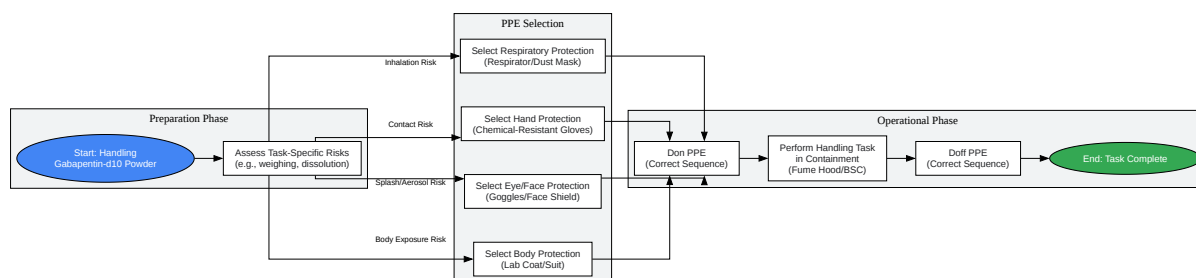 PPE Selection
Select Respiratory Protection
(Respirator/Dust Mask)
Inhalation Risk
Preparation Phase
Start: Handling
Gabapentin-d10 Powder
Assess Task-Specific Risks
(e.g., weighing, dissolution)
Contact Risk
Select Hand Protection
(Chemical-Resistant Gloves)
Splash/Aerosol Risk
Select Eye/Face Protection
(Goggles/Face Shield)
Body Exposure Risk
Select Body Protection
(Lab Coat/Suit)
Operational Phase
Don PPE
(Correct Sequence)
Perform Handling Task
in Containment
(Fume Hood/BSC)
Doff PPE
(Correct Sequence)
End: Task Complete